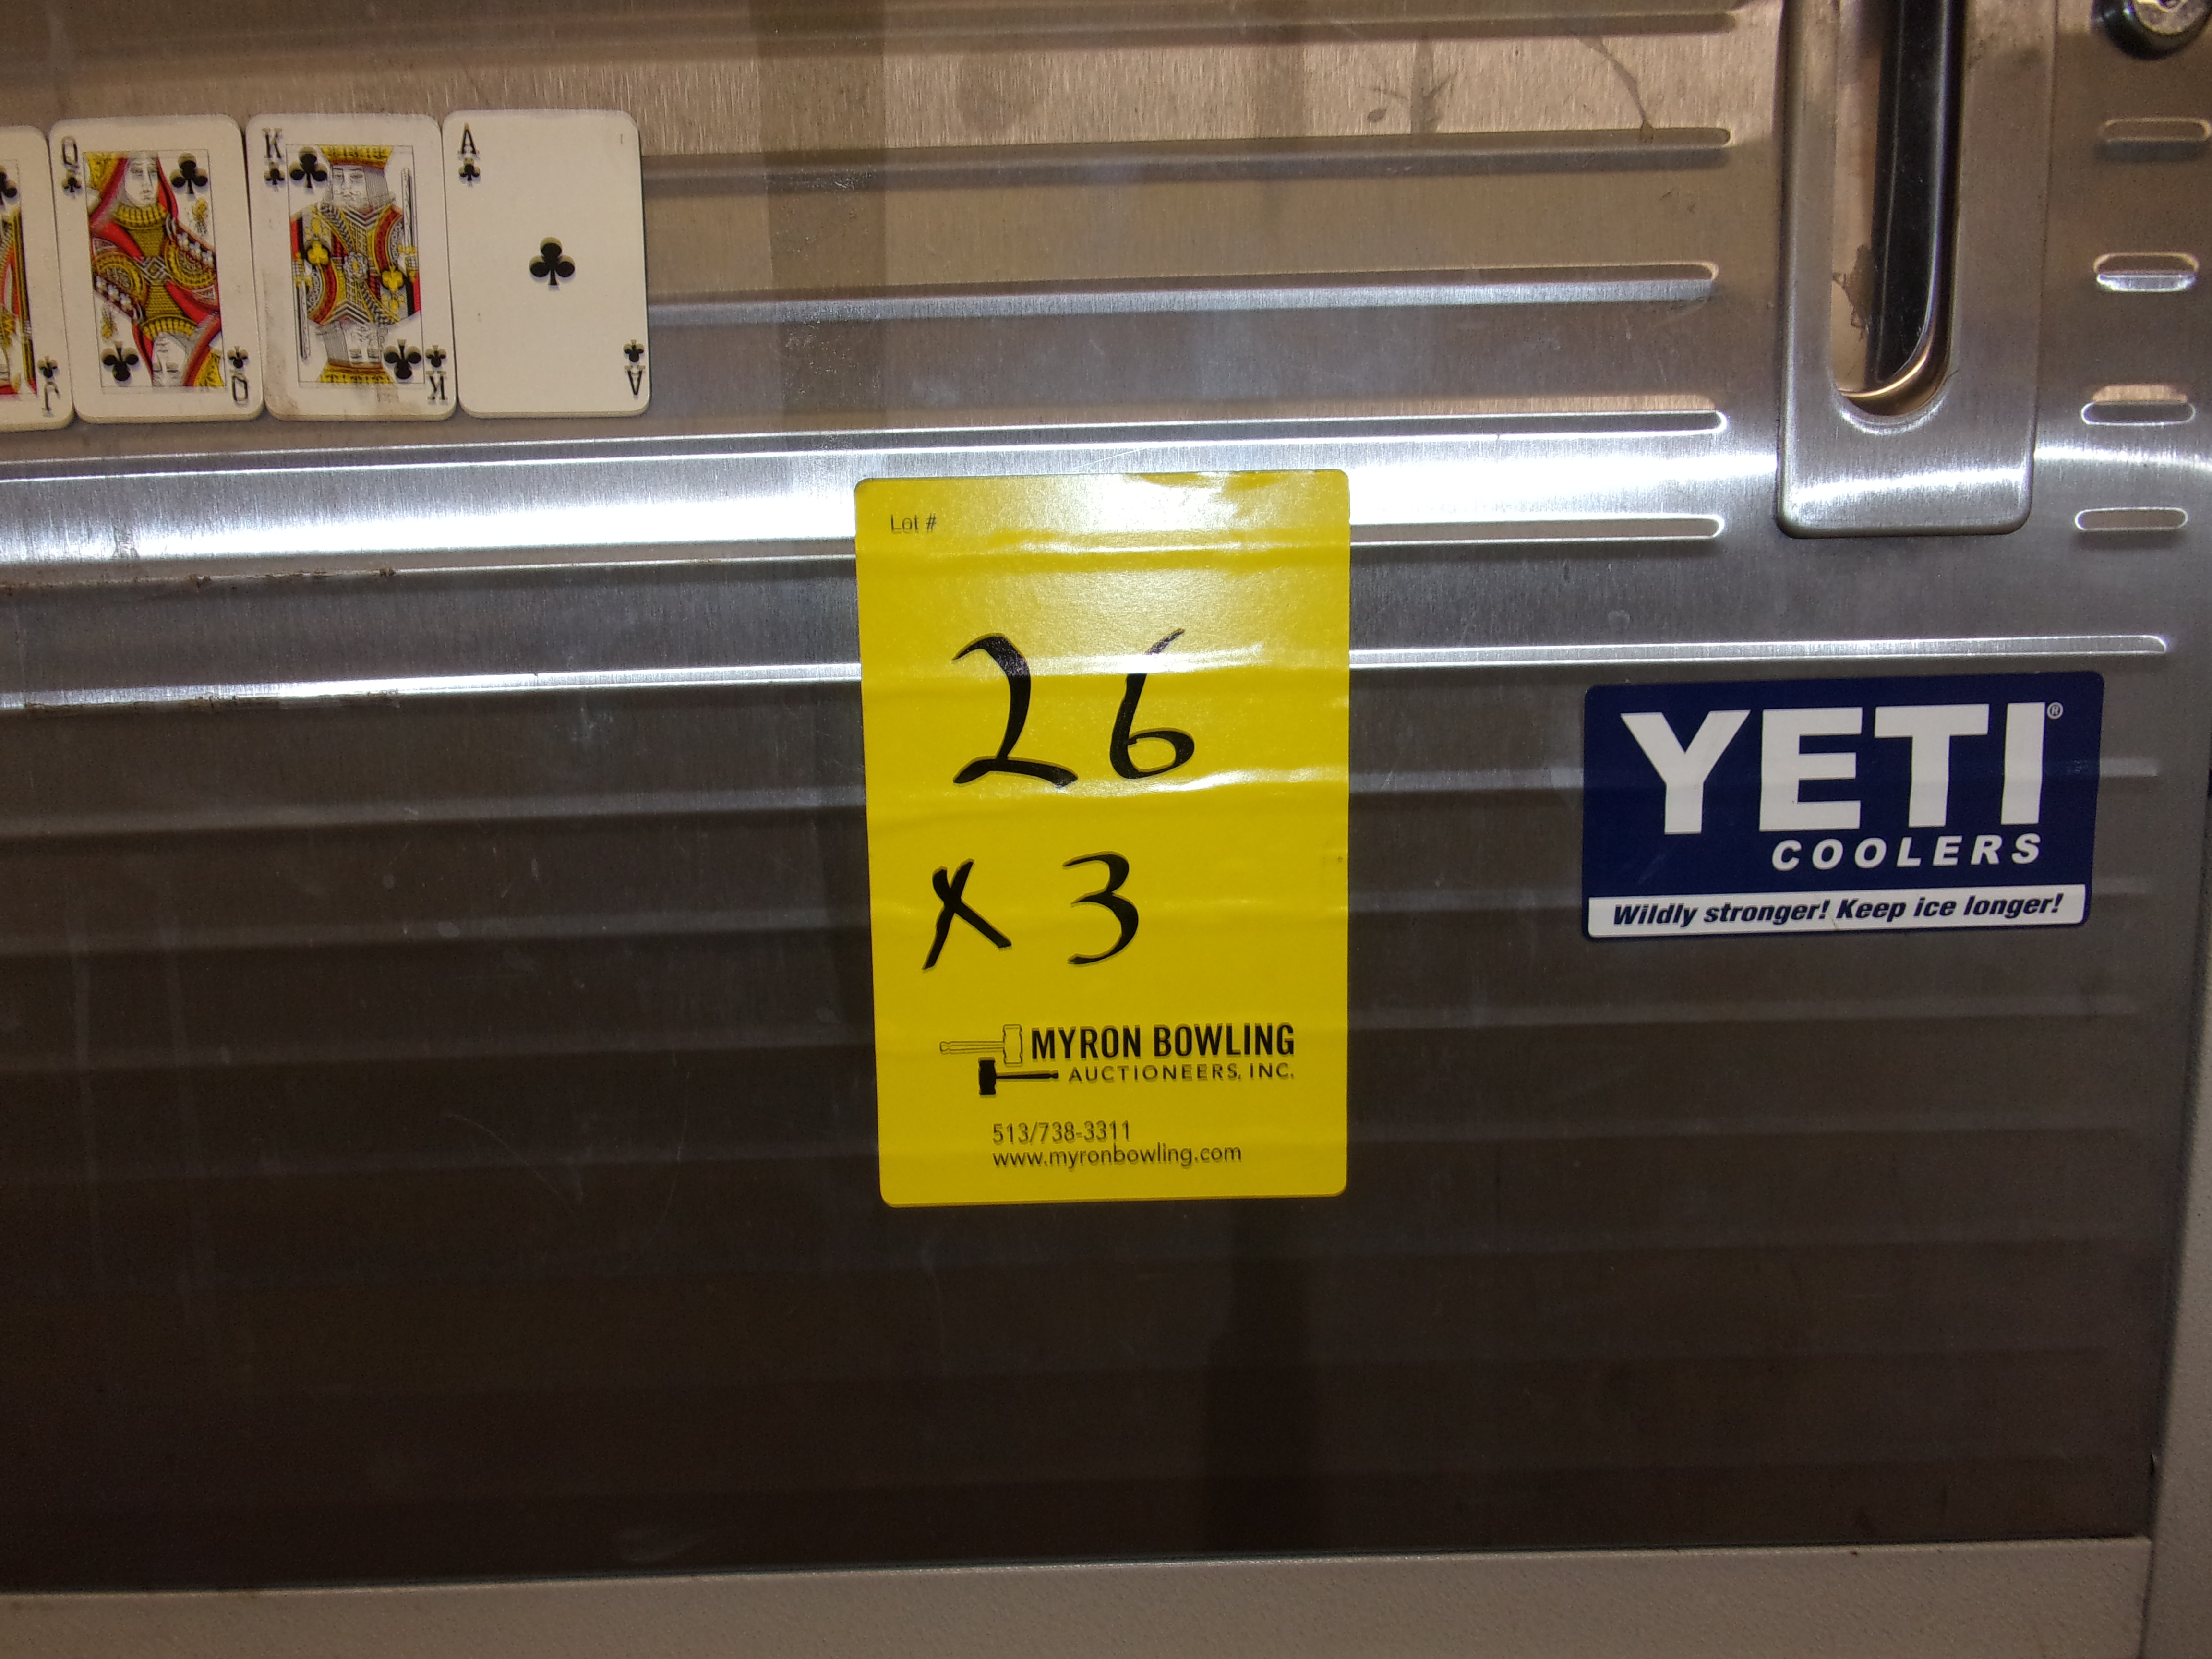 J
Q
Q
K
K
A
A
Lot #
26
x 3
MYRON BOWLING
AUCTIONEERS, INC.
513/738-3311
www.myronbowling.com
YETI®
COOLERS
Wildly stronger! Keep ice longer!